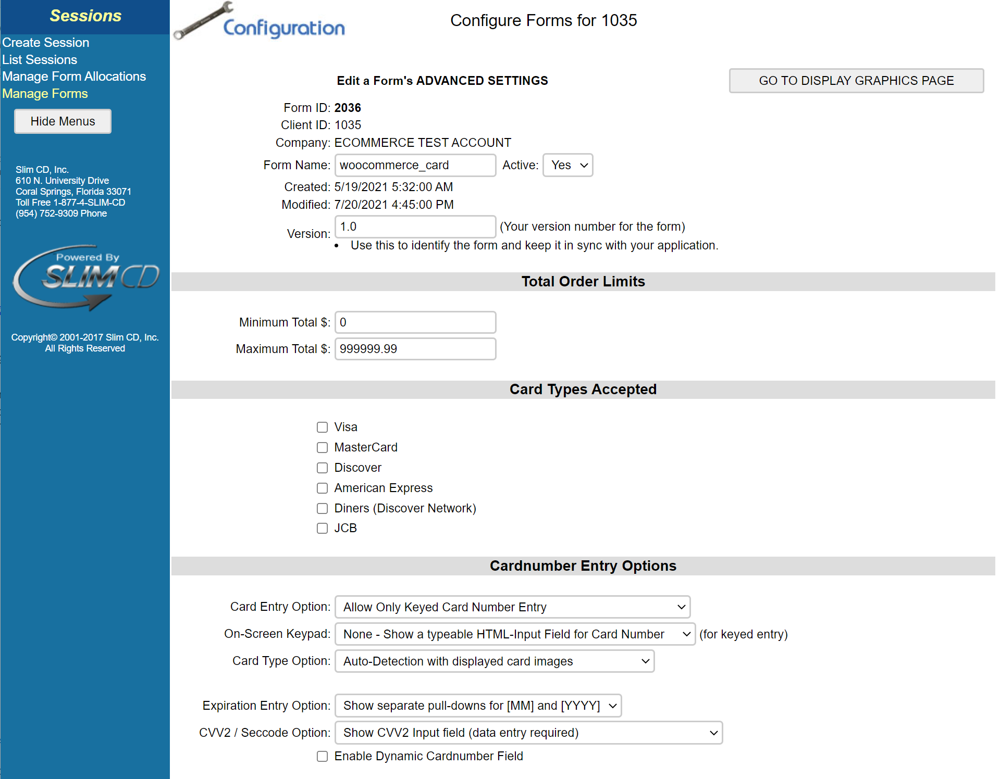 Sessions
Create Session
List Sessions
Manage Form Allocations
Manage Forms
Hide Menus
Slim CD, Inc.
610 N. University Drive
Coral Springs, Florida 33071
Toll Free 1-877-4-SLIM-CD
(954) 752-9309 Phone
Powered By
SLIM CD
Copyright© 2001-2017 Slim CD, Inc.
All Rights Reserved
Configuration
Configure Forms for 1035
Edit a Form's ADVANCED SETTINGS
GO TO DISPLAY GRAPHICS PAGE
Form ID: 2036
Client ID: 1035
Company: ECOMMERCE TEST ACCOUNT
Form Name: woocommerce_card Active: Yes
Created: 5/19/2021 5:32:00 AM
Modified: 7/20/2021 4:45:00 PM
Version: 1.0 (Your version number for the form)
• Use this to identify the form and keep it in sync with your application.
Total Order Limits
Minimum Total $: 0
Maximum Total $: 999999.99
Card Types Accepted
Visa
MasterCard
Discover
American Express
Diners (Discover Network)
JCB
Cardnumber Entry Options
Card Entry Option: Allow Only Keyed Card Number Entry
On-Screen Keypad: None - Show a typeable HTML-Input Field for Card Number (for keyed entry)
Card Type Option: Auto-Detection with displayed card images
Expiration Entry Option: Show separate pull-downs for [MM] and [YYYY]
CVV2 / Seccode Option: Show CVV2 Input field (data entry required)
Enable Dynamic Cardnumber Field